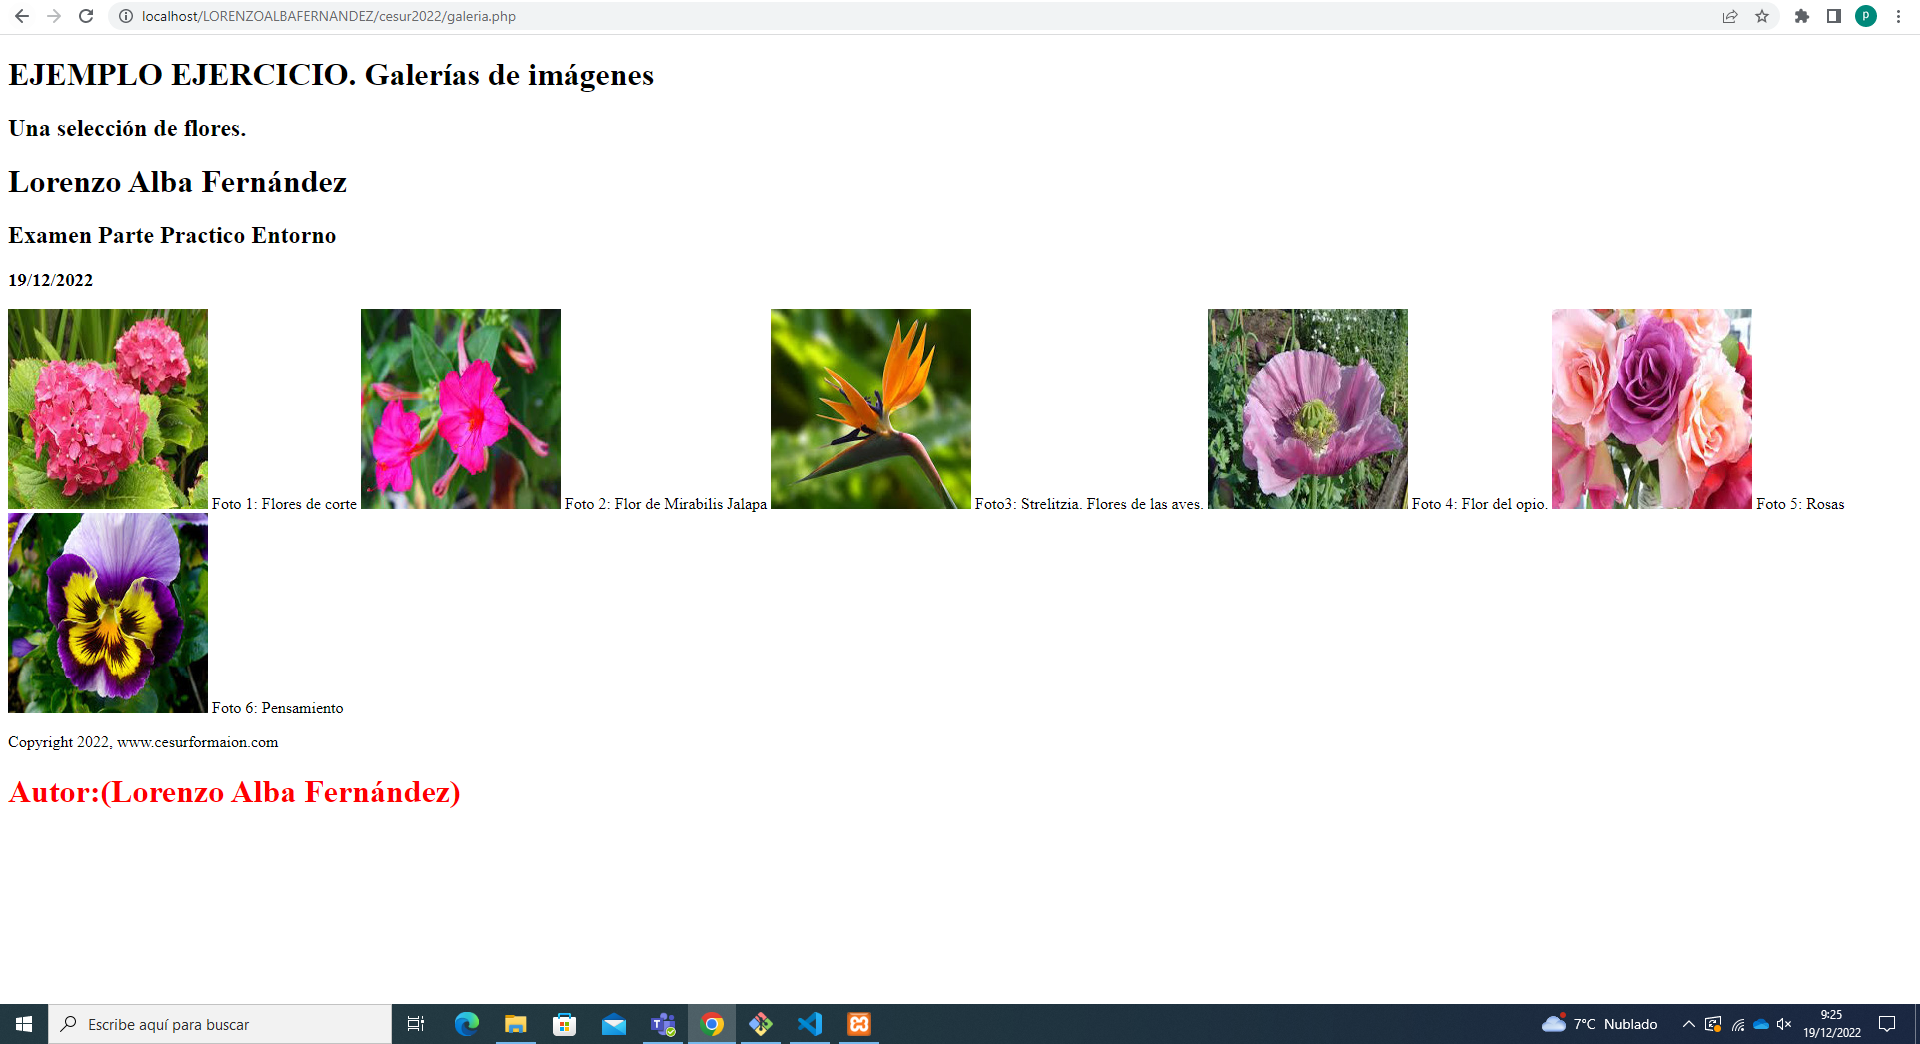 localhost/LORENZOALBAFERNANDEZ/cesur2022/galeria.php
P
EJEMPLO EJERCICIO. Galerías de imágenes
Una selección de flores.
Lorenzo Alba Fernández
Examen Parte Practico Entorno
19/12/2022
Foto 1: Flores de corte
Foto 2: Flor de Mirabilis Jalapa
Foto3: Strelitzia. Flores de las aves.
Foto 4: Flor del opio.
Foto 5: Rosas
Foto 6: Pensamiento
Copyright 2022, www.cesurformaion.com
Autor:(Lorenzo Alba Fernández)
Escribe aquí para buscar
7°C Nublado
9:25
19/12/2022